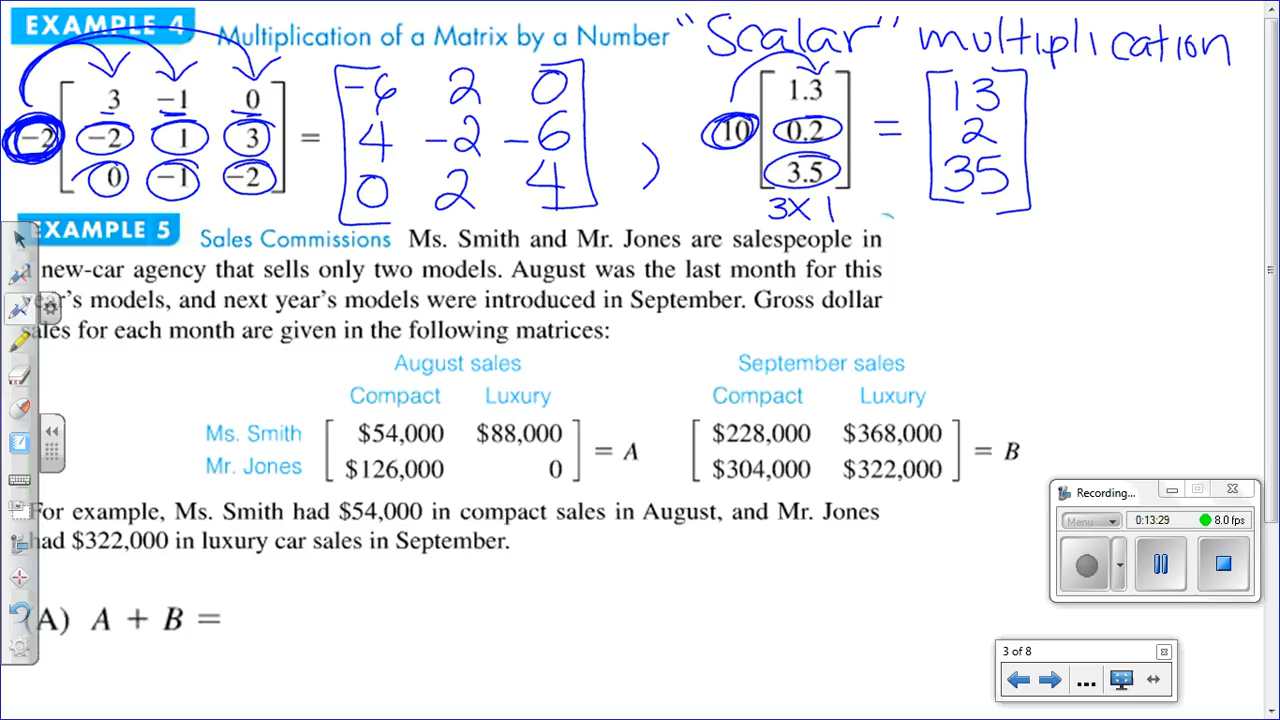 EXAMPLE 4 Multiplication of a Matrix by a Number "Scalar" multiplication
3 -1 0 -6 2 0 1.3 13
-2 -2 1 3 = 4 -2 -6 , 10 0.2 = 2
0 -1 -2 0 2 4 3.5 35
3x1
EXAMPLE 5 Sales Commissions Ms. Smith and Mr. Jones are salespeople in
a new-car agency that sells only two models. August was the last month for this
year's models, and next year's models were introduced in September. Gross dollar
sales for each month are given in the following matrices:
August sales September sales
Compact Luxury Compact Luxury
Ms. Smith $54,000 $88,000 = A $228,000 $368,000 = B
Mr. Jones $126,000 0 $304,000 $322,000
For example, Ms. Smith had $54,000 in compact sales in August, and Mr. Jones
had $322,000 in luxury car sales in September.
Recording...
Menu 0:13:29 8.0 fps
(A) A + B =
3 of 8
...